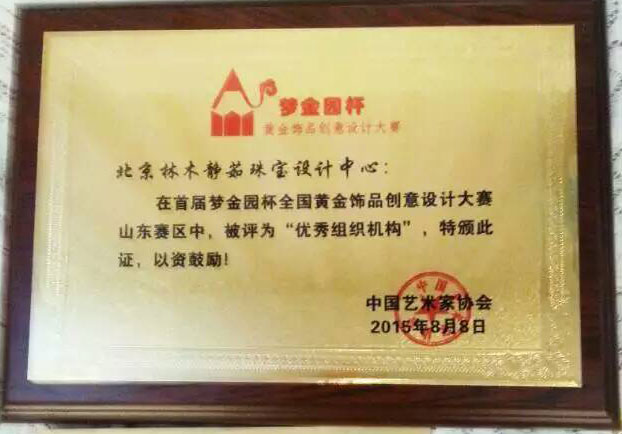 梦金园杯
黄金饰品创意设计大赛
北京林木静茹珠宝设计中心：
在首届梦金园杯全国黄金饰品创意设计大赛
山东赛区中，被评为“优秀组织机构”，特颁此
证，以资鼓励！
中国艺术家协会
2015年8月8日